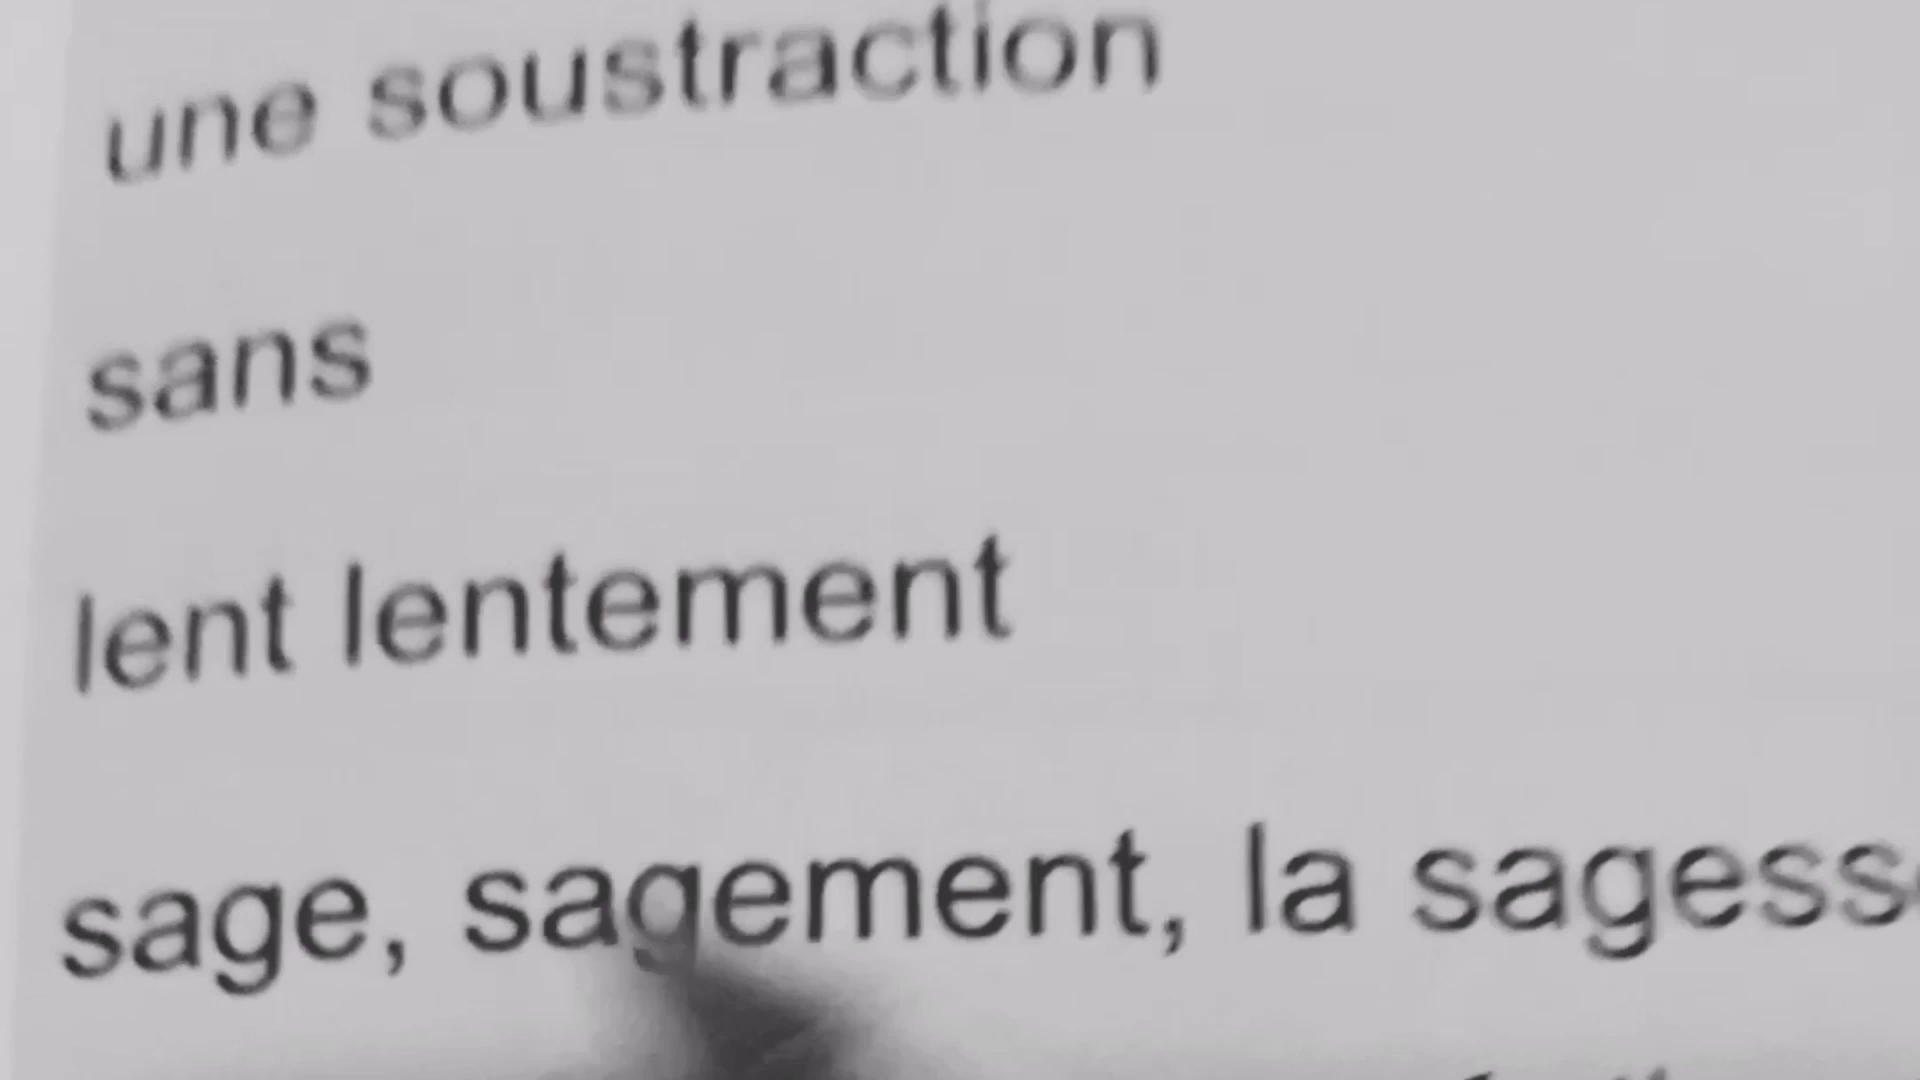 une soustraction
sans
lent lentement
sage, sagement, la sagess